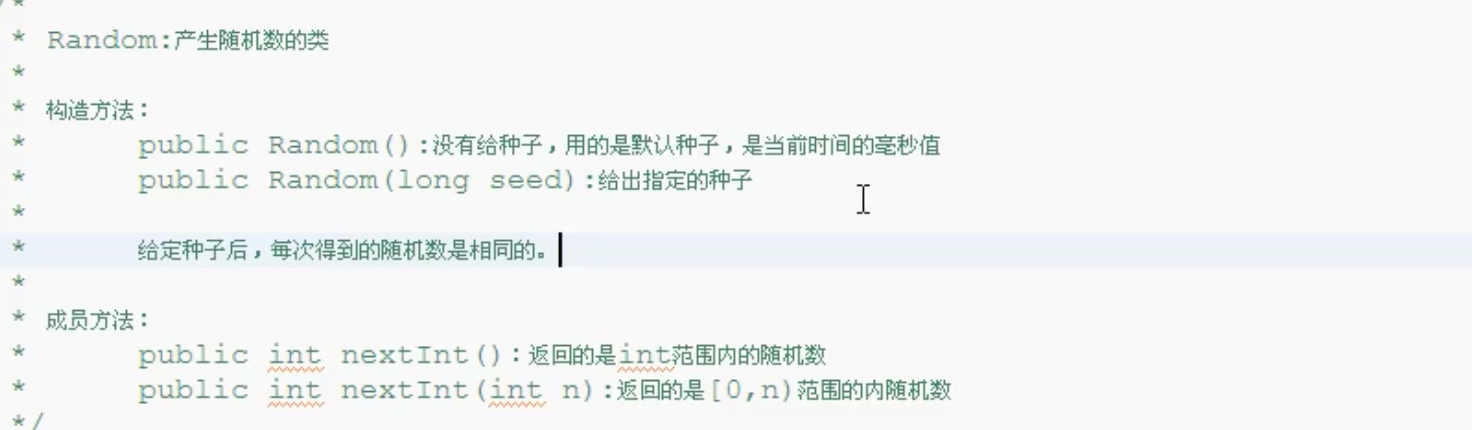 /*
* Random:产生随机数的类
*
* 构造方法:
* public Random():没有给种子,用的是默认种子,是当前时间的毫秒值
* public Random(long seed):给出指定的种子
*
* 给定种子后,每次得到的随机数是相同的。
*
* 成员方法:
* public int nextInt():返回的是int范围内的随机数
* public int nextInt(int n):返回的是[0,n)范围的内随机数
*/